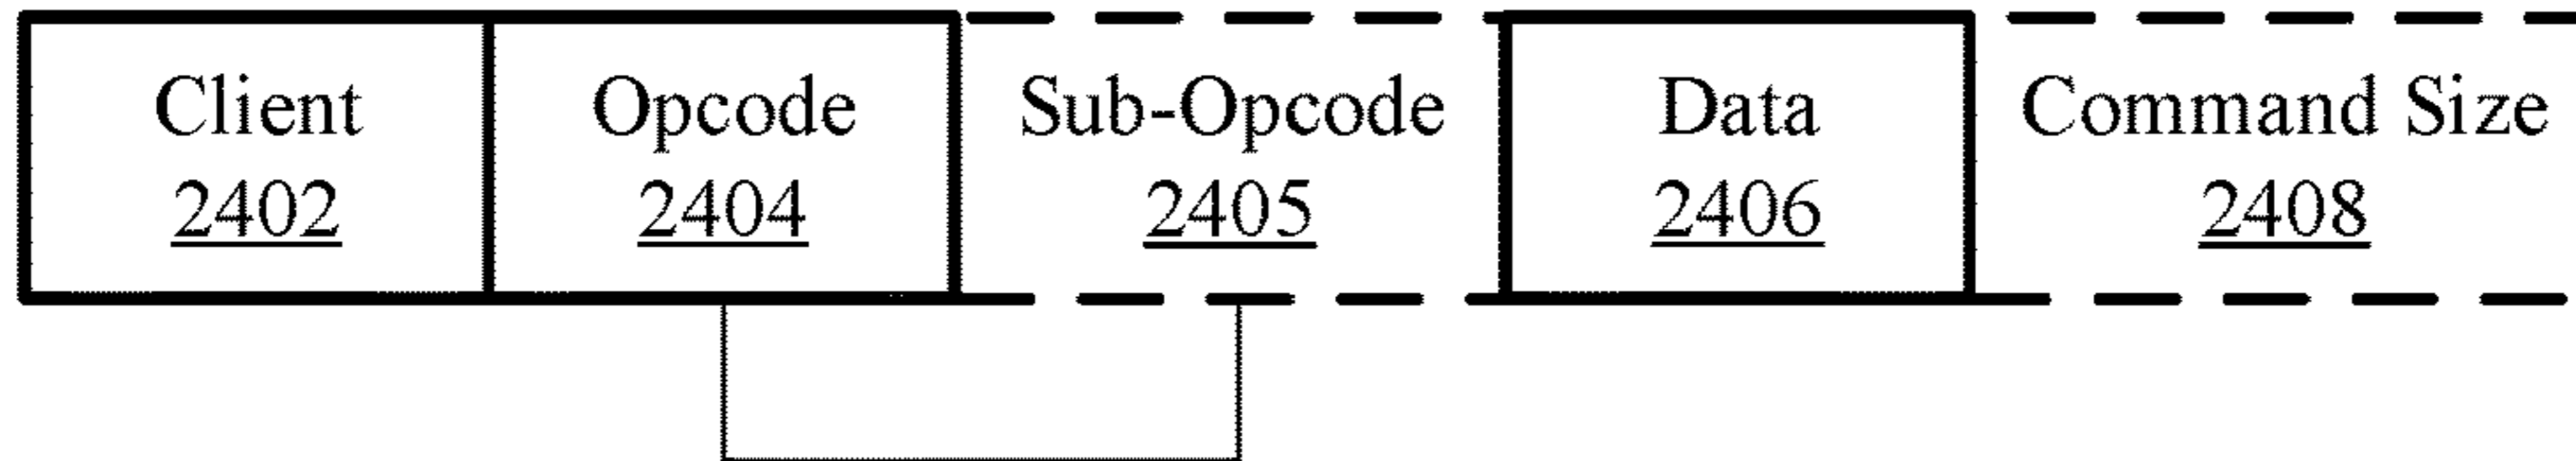 Client
2402
Opcode
2404
Sub-Opcode
2405
Data
2406
Command Size
2408